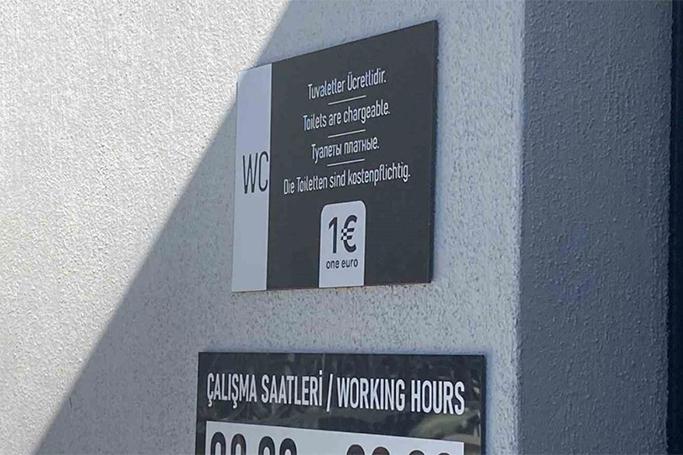 Tuvaletler Ücretlidir.
Toilets are chargeable.
Туалеты платные.
WC
Die Toiletten sind kostenpflichtig.
1€
one euro
ÇALIŞMA SAATLERİ / WORKING HOURS